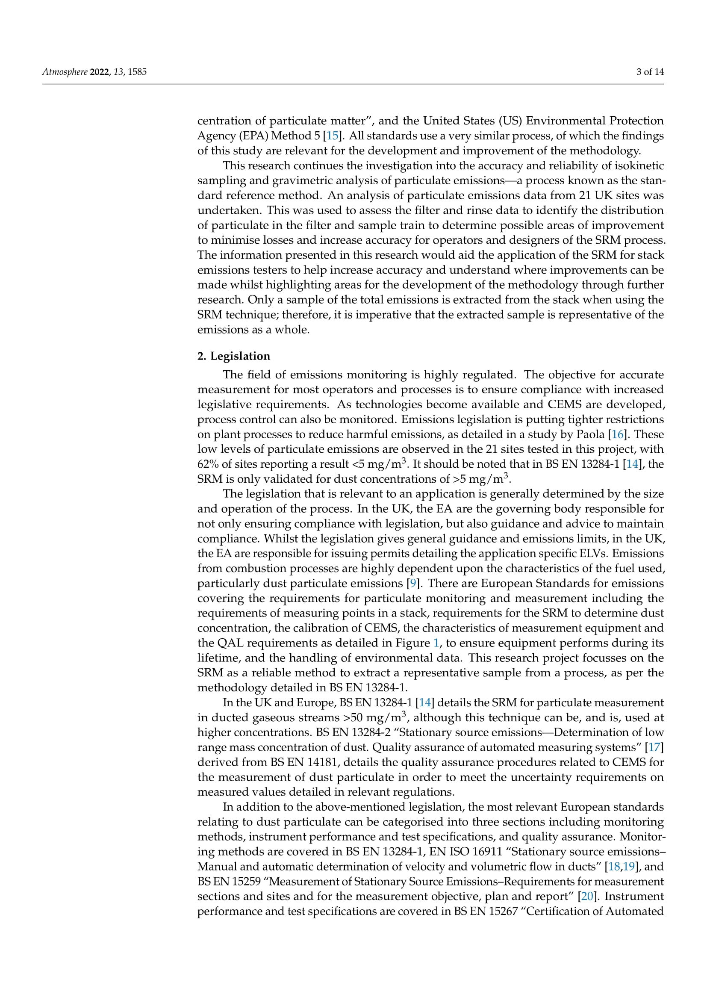 Atmosphere 2022, 13, 1585
3 of 14
centration of particulate matter”, and the United States (US) Environmental Protection
Agency (EPA) Method 5 [15]. All standards use a very similar process, of which the findings
of this study are relevant for the development and improvement of the methodology.
This research continues the investigation into the accuracy and reliability of isokinetic
sampling and gravimetric analysis of particulate emissions—a process known as the stan-
dard reference method. An analysis of particulate emissions data from 21 UK sites was
undertaken. This was used to assess the filter and rinse data to identify the distribution
of particulate in the filter and sample train to determine possible areas of improvement
to minimise losses and increase accuracy for operators and designers of the SRM process.
The information presented in this research would aid the application of the SRM for stack
emissions testers to help increase accuracy and understand where improvements can be
made whilst highlighting areas for the development of the methodology through further
research. Only a sample of the total emissions is extracted from the stack when using the
SRM technique; therefore, it is imperative that the extracted sample is representative of the
emissions as a whole.
2. Legislation
The field of emissions monitoring is highly regulated. The objective for accurate
measurement for most operators and processes is to ensure compliance with increased
legislative requirements. As technologies become available and CEMS are developed,
process control can also be monitored. Emissions legislation is putting tighter restrictions
on plant processes to reduce harmful emissions, as detailed in a study by Paola [16]. These
low levels of particulate emissions are observed in the 21 sites tested in this project, with
62% of sites reporting a result <5 mg/m³. It should be noted that in BS EN 13284-1 [14], the
SRM is only validated for dust concentrations of >5 mg/m³.
The legislation that is relevant to an application is generally determined by the size
and operation of the process. In the UK, the EA are the governing body responsible for
not only ensuring compliance with legislation, but also guidance and advice to maintain
compliance. Whilst the legislation gives general guidance and emissions limits, in the UK,
the EA are responsible for issuing permits detailing the application specific ELVs. Emissions
from combustion processes are highly dependent upon the characteristics of the fuel used,
particularly dust particulate emissions [9]. There are European Standards for emissions
covering the requirements for particulate monitoring and measurement including the
requirements of measuring points in a stack, requirements for the SRM to determine dust
concentration, the calibration of CEMS, the characteristics of measurement equipment and
the QAL requirements as detailed in Figure 1, to ensure equipment performs during its
lifetime, and the handling of environmental data. This research project focusses on the
SRM as a reliable method to extract a representative sample from a process, as per the
methodology detailed in BS EN 13284-1.
In the UK and Europe, BS EN 13284-1 [14] details the SRM for particulate measurement
in ducted gaseous streams >50 mg/m³, although this technique can be, and is, used at
higher concentrations. BS EN 13284-2 “Stationary source emissions—Determination of low
range mass concentration of dust. Quality assurance of automated measuring systems” [17]
derived from BS EN 14181, details the quality assurance procedures related to CEMS for
the measurement of dust particulate in order to meet the uncertainty requirements on
measured values detailed in relevant regulations.
In addition to the above-mentioned legislation, the most relevant European standards
relating to dust particulate can be categorised into three sections including monitoring
methods, instrument performance and test specifications, and quality assurance. Monitor-
ing methods are covered in BS EN 13284-1, EN ISO 16911 “Stationary source emissions–
Manual and automatic determination of velocity and volumetric flow in ducts” [18,19], and
BS EN 15259 “Measurement of Stationary Source Emissions–Requirements for measurement
sections and sites and for the measurement objective, plan and report” [20]. Instrument
performance and test specifications are covered in BS EN 15267 “Certification of Automated